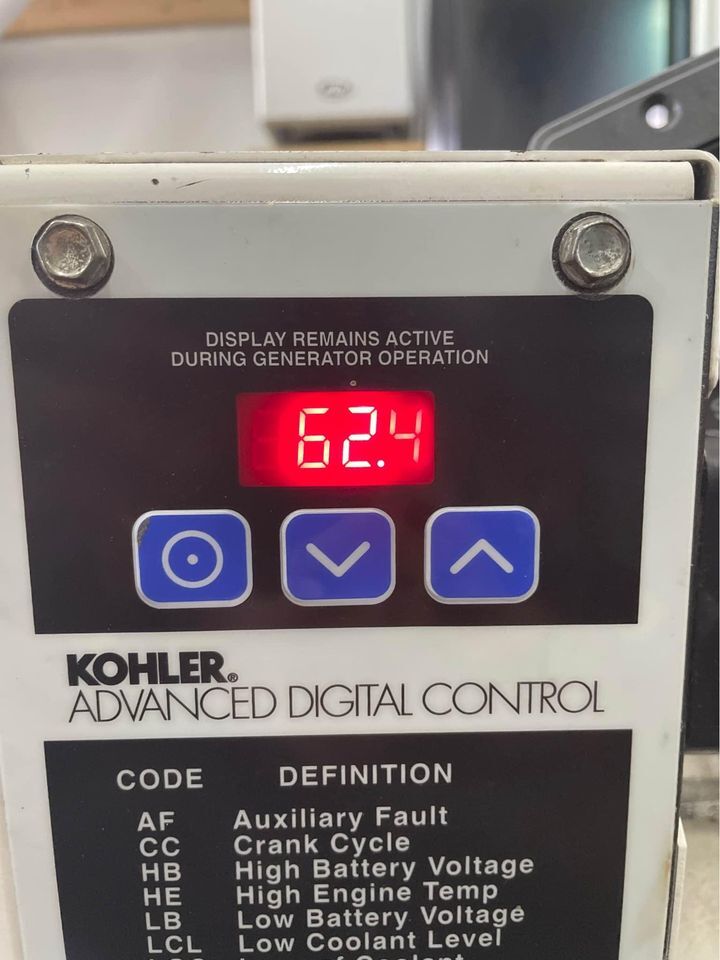 DISPLAY REMAINS ACTIVE
DURING GENERATOR OPERATION
62.4
KOHLER®
ADVANCED DIGITAL CONTROL
CODE DEFINITION
AF Auxiliary Fault
CC Crank Cycle
HB High Battery Voltage
HE High Engine Temp
LB Low Battery Voltage
LCL Low Coolant Level